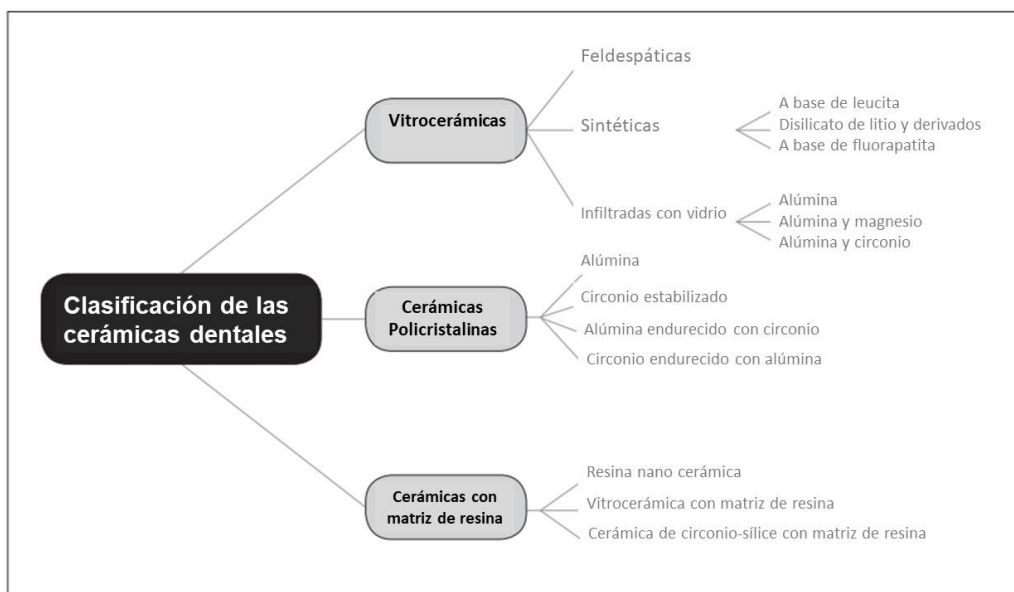 Clasificación de las
cerámicas dentales
Vitrocerámicas
Feldespáticas
Sintéticas
A base de leucita
Disilicato de litio y derivados
A base de fluorapatita
Infiltradas con vidrio
Alúmina
Alúmina y magnesio
Alúmina y circonio
Cerámicas
Policristalinas
Alúmina
Circonio estabilizado
Alúmina endurecido con circonio
Circonio endurecido con alúmina
Cerámicas con
matriz de resina
Resina nano cerámica
Vitrocerámica con matriz de resina
Cerámica de circonio-sílice con matriz de resina